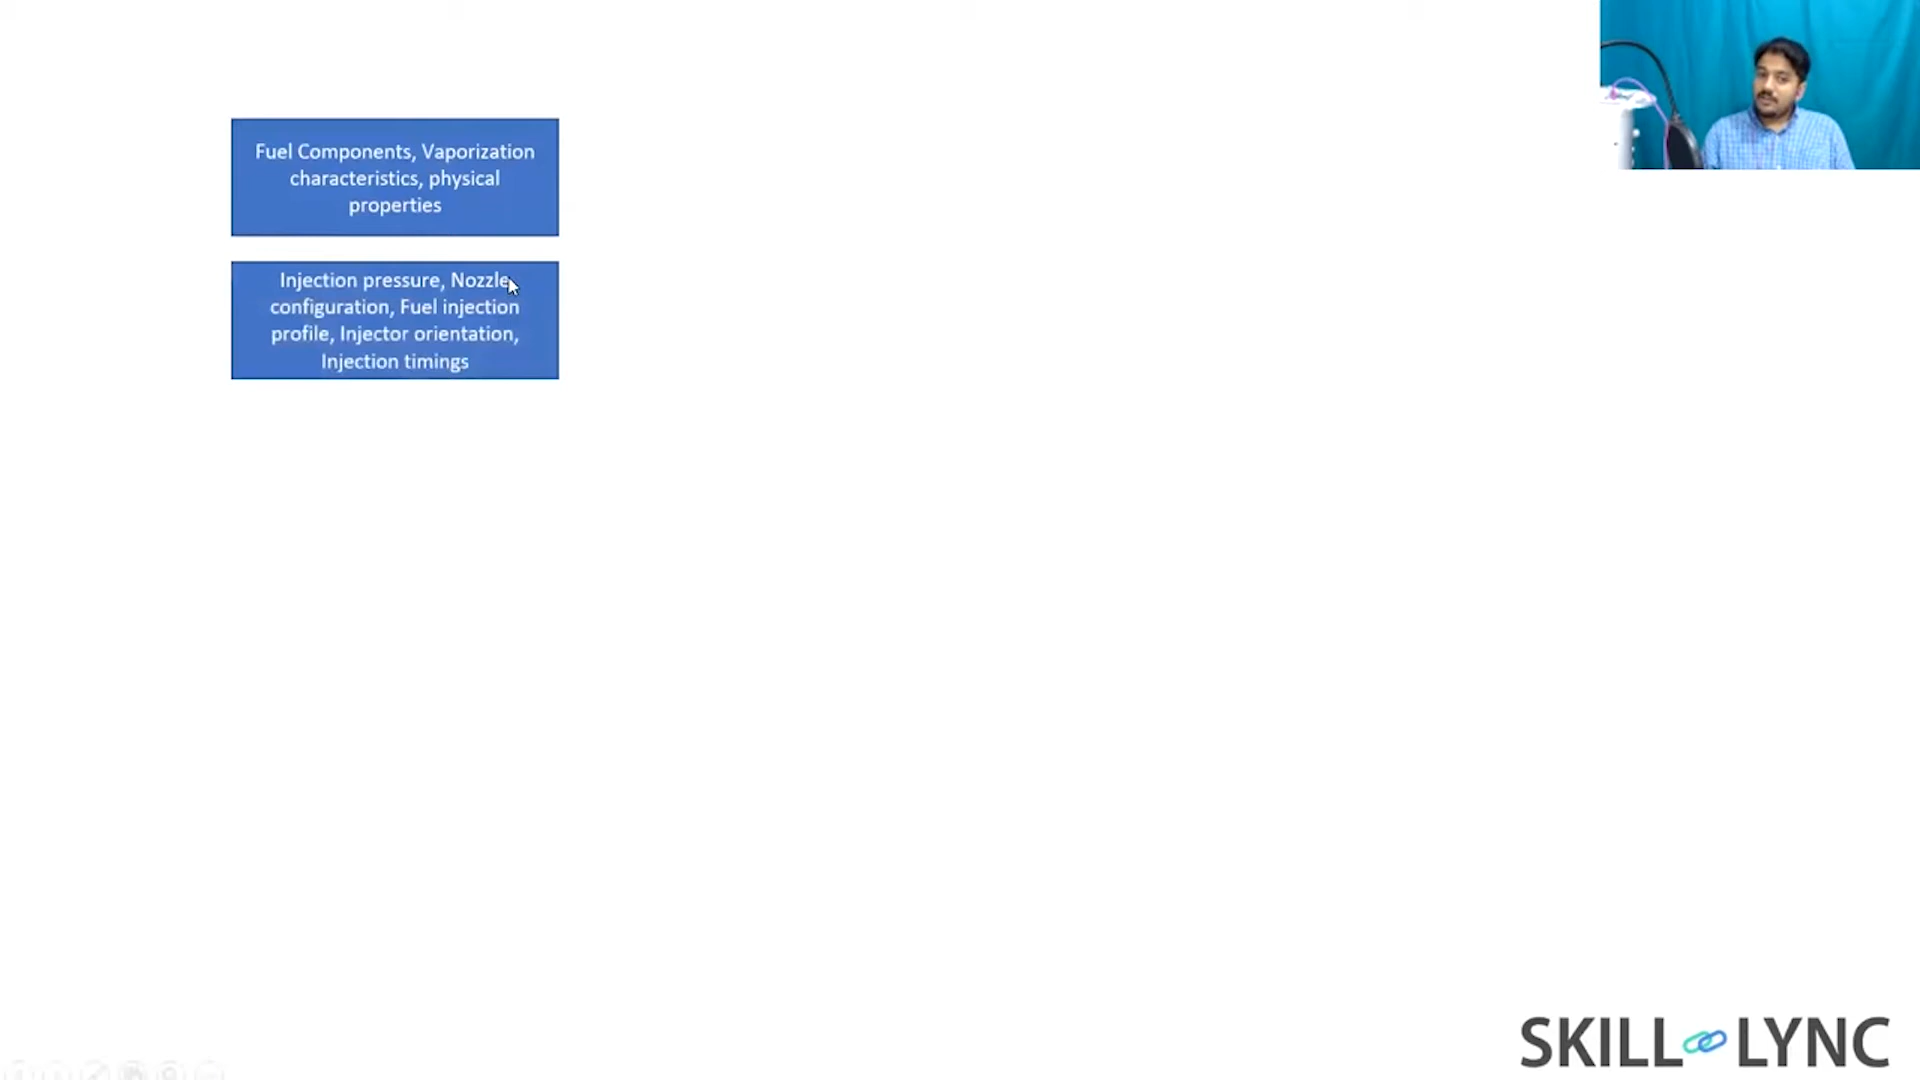 Fuel Components, Vaporization
characteristics, physical
properties
Injection pressure, Nozzle
configuration, Fuel injection
profile, Injector orientation,
Injection timings
SKILL LYNC